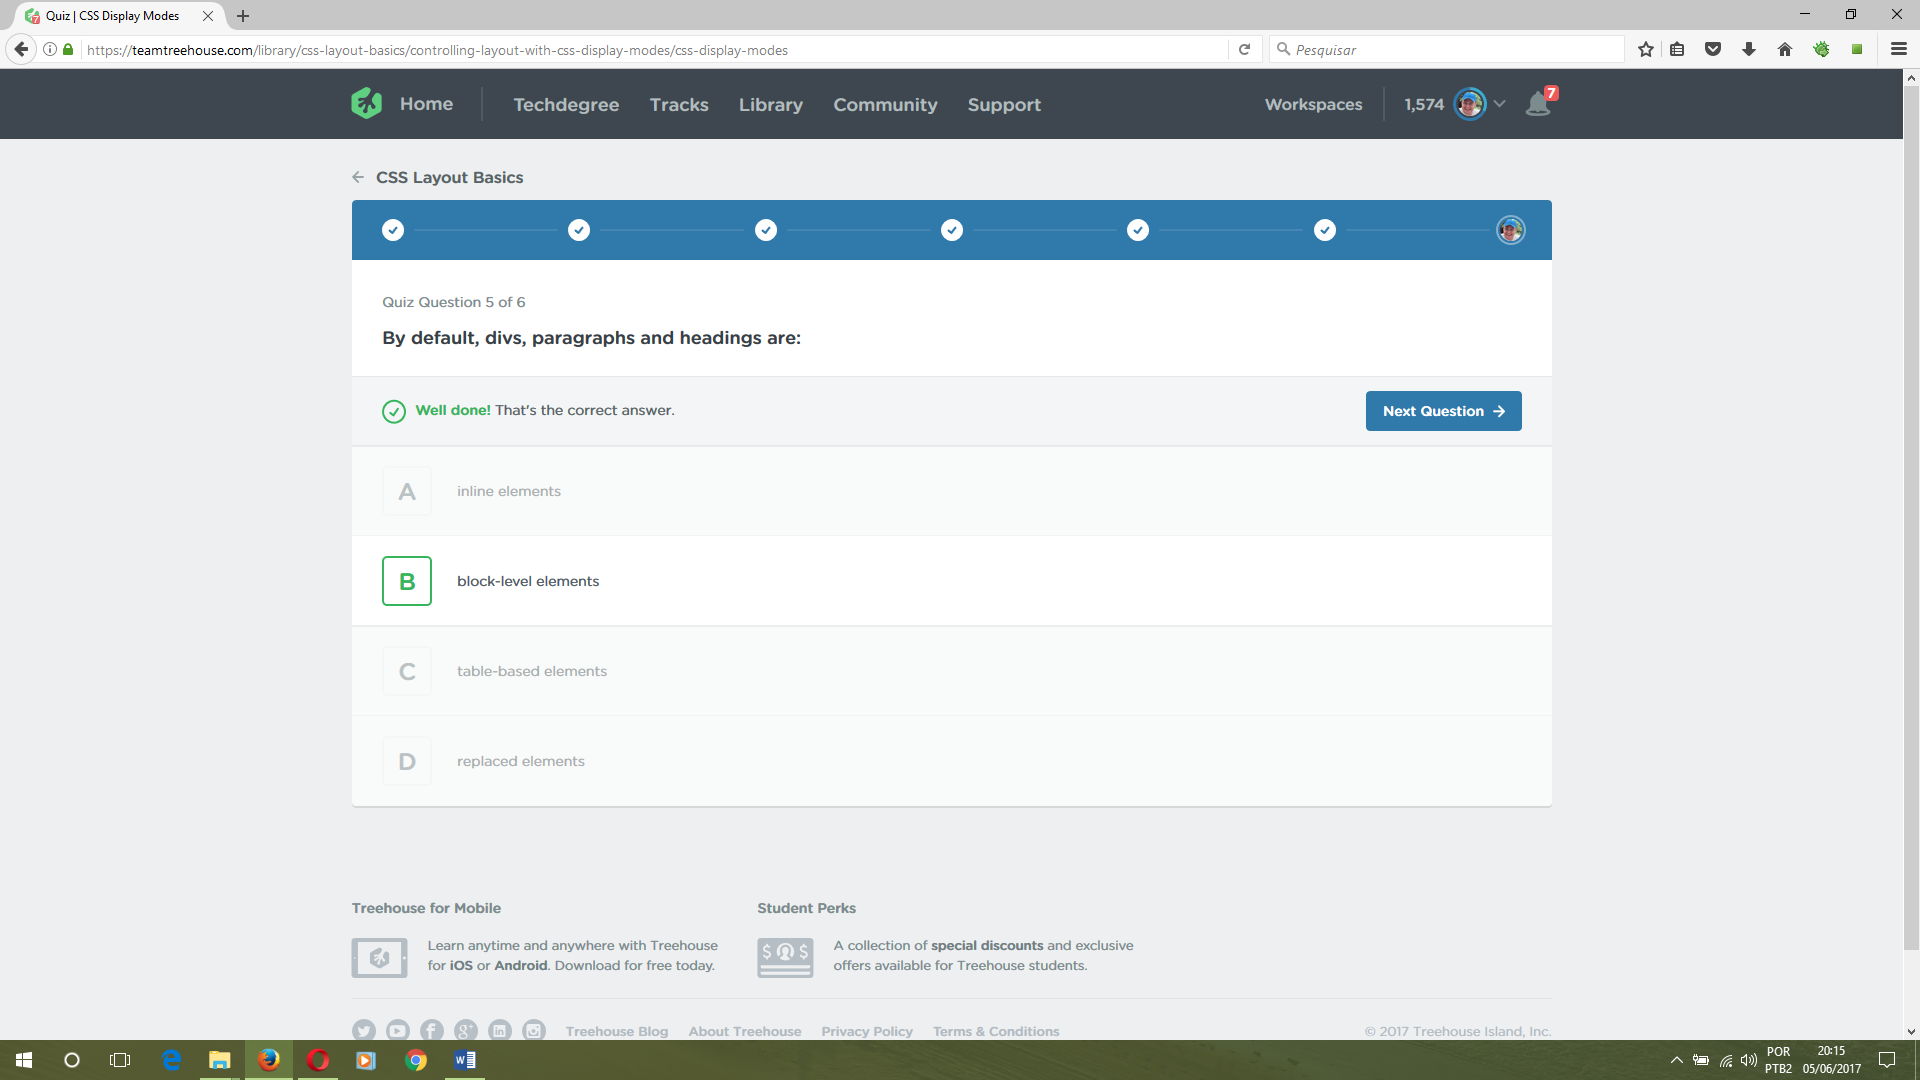 Quiz | CSS Display Modes
https://teamtreehouse.com/library/css-layout-basics/controlling-layout-with-css-display-modes/css-display-modes
Pesquisar
Home
Techdegree
Tracks
Library
Community
Support
Workspaces
1,574
7
CSS Layout Basics
Quiz Question 5 of 6
By default, divs, paragraphs and headings are:
Well done! That's the correct answer.
Next Question
A
inline elements
B
block-level elements
C
table-based elements
D
replaced elements
Treehouse for Mobile
Learn anytime and anywhere with Treehouse
for iOS or Android. Download for free today.
Student Perks
A collection of special discounts and exclusive
offers available for Treehouse students.
Treehouse Blog
About Treehouse
Privacy Policy
Terms & Conditions
© 2017 Treehouse Island, Inc.
POR
PTB2
20:15
05/06/2017